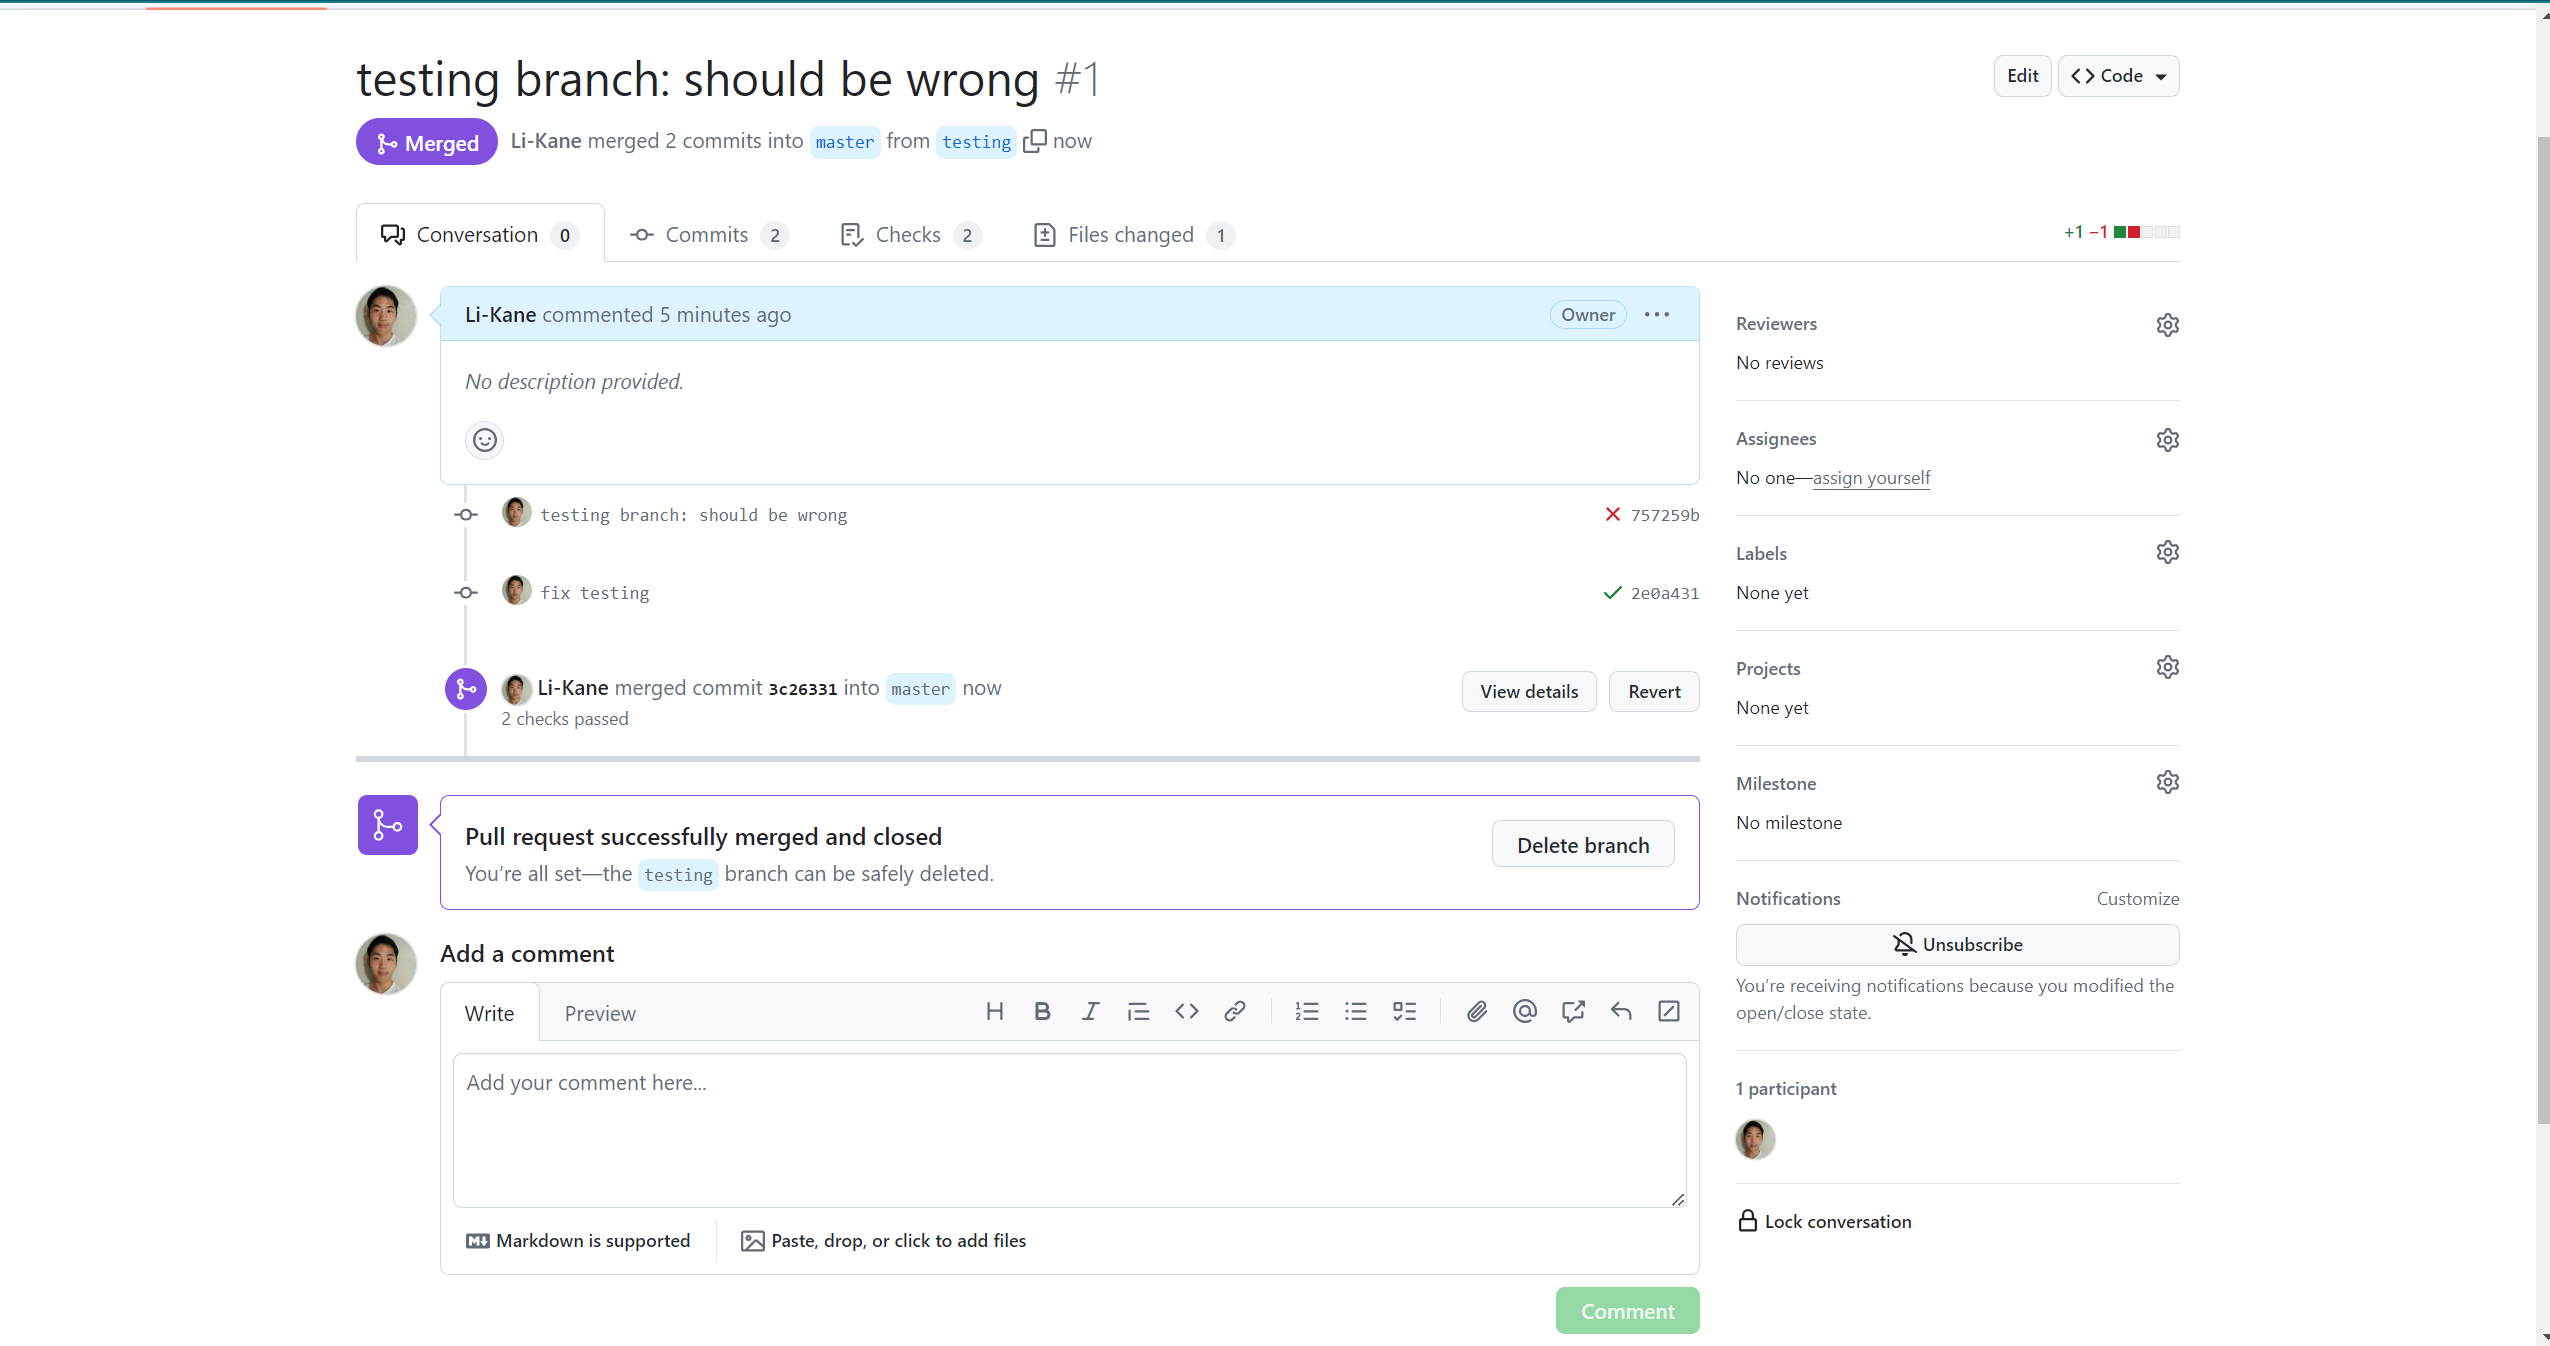 testing branch: should be wrong #1
Edit
Code
Merged
Li-Kane merged 2 commits into master from testing now
Conversation 0
Commits 2
Checks 2
Files changed 1
+1 −1
Li-Kane commented 5 minutes ago
Owner
No description provided.
testing branch: should be wrong
757259b
fix testing
2e0a431
Li-Kane merged commit 3c26331 into master now
2 checks passed
View details
Revert
Pull request successfully merged and closed
You're all set—the testing branch can be safely deleted.
Delete branch
Add a comment
Write
Preview
Add your comment here...
Markdown is supported
Paste, drop, or click to add files
Comment
Reviewers
No reviews
Assignees
No one—assign yourself
Labels
None yet
Projects
None yet
Milestone
No milestone
Notifications
Customize
Unsubscribe
You're receiving notifications because you modified the
open/close state.
1 participant
Lock conversation